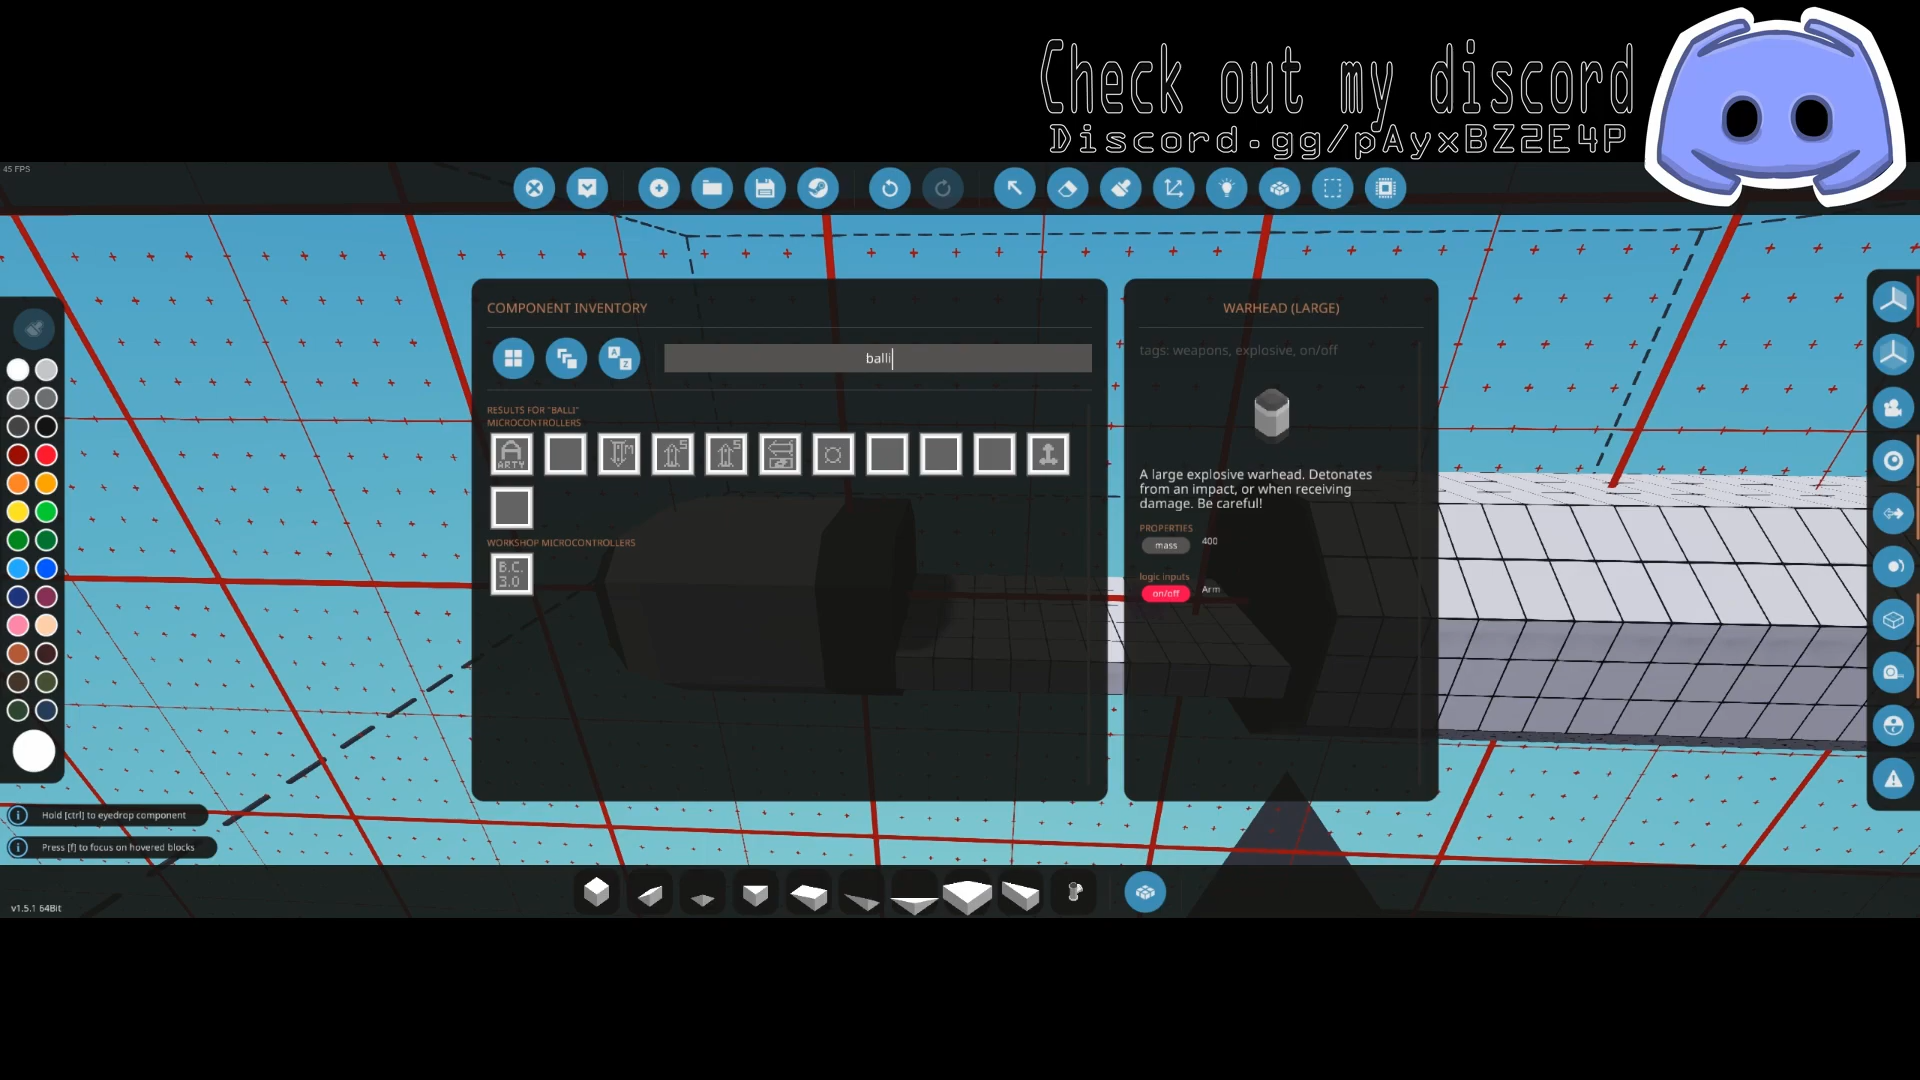 Check out my discord
Discord.gg/pAyxBZ2E4P
45 FPS
COMPONENT INVENTORY
balli
RESULTS FOR "BALLI"
MICROCONTROLLERS
A
ARTY
M
S
S
WORKSHOP MICROCONTROLLERS
B.C.
3.0
WARHEAD (LARGE)
tags: weapons, explosive, on/off
A large explosive warhead. Detonates
from an impact, or when receiving
damage. Be careful!
PROPERTIES
mass 400
logic inputs
on/off Arm
Hold [ctrl] to eyedrop component
Press [f] to focus on hovered blocks
v1.5.1 64Bit